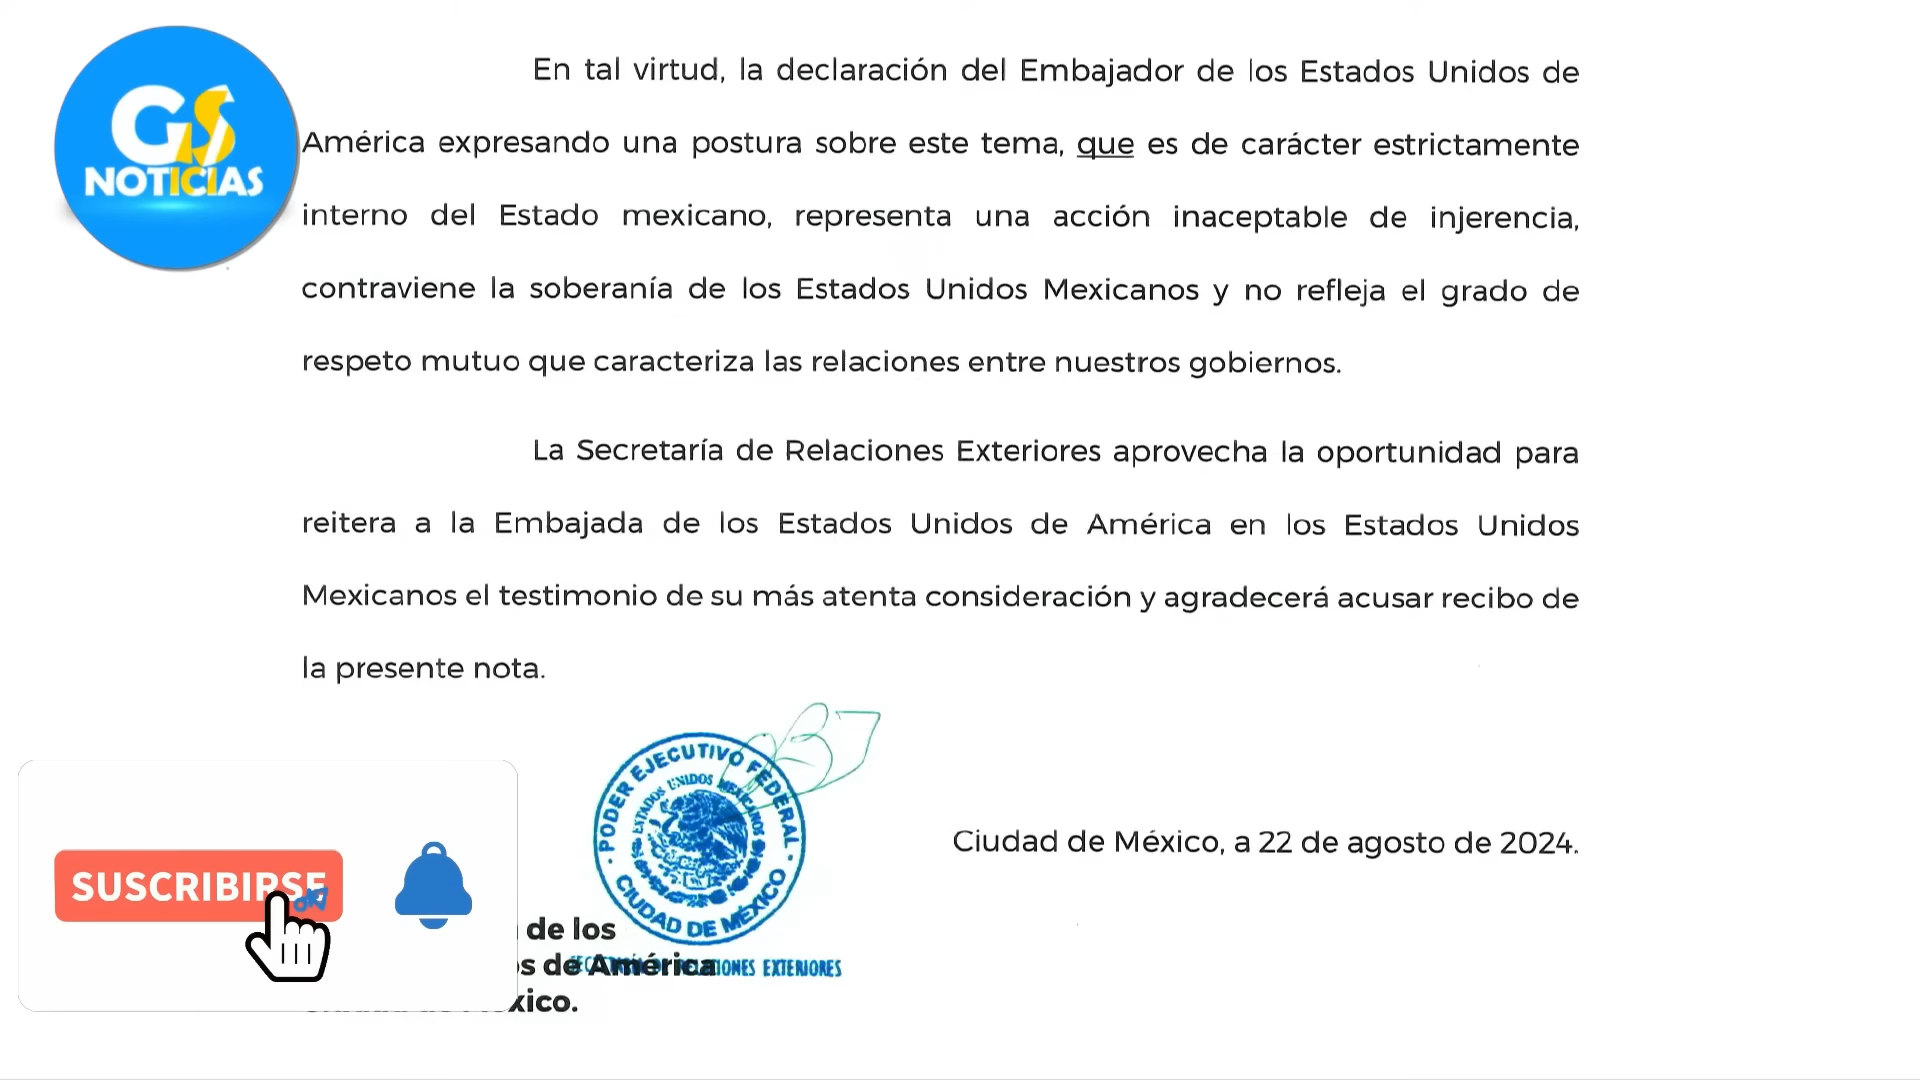 GS
NOTICIAS
En tal virtud, la declaración del Embajador de los Estados Unidos de
América expresando una postura sobre este tema, que es de carácter estrictamente
interno del Estado mexicano, representa una acción inaceptable de injerencia,
contraviene la soberanía de los Estados Unidos Mexicanos y no refleja el grado de
respeto mutuo que caracteriza las relaciones entre nuestros gobiernos.
La Secretaría de Relaciones Exteriores aprovecha la oportunidad para
reitera a la Embajada de los Estados Unidos de América en los Estados Unidos
Mexicanos el testimonio de su más atenta consideración y agradecerá acusar recibo de
la presente nota.
PODER EJECUTIVO FEDERAL
ESTADOS UNIDOS MEXICANOS
CIUDAD DE MÉXICO
Ciudad de México, a 22 de agosto de 2024.
SUSCRIBIRSE
de los
s de América
RELACIONES EXTERIORES
xico.